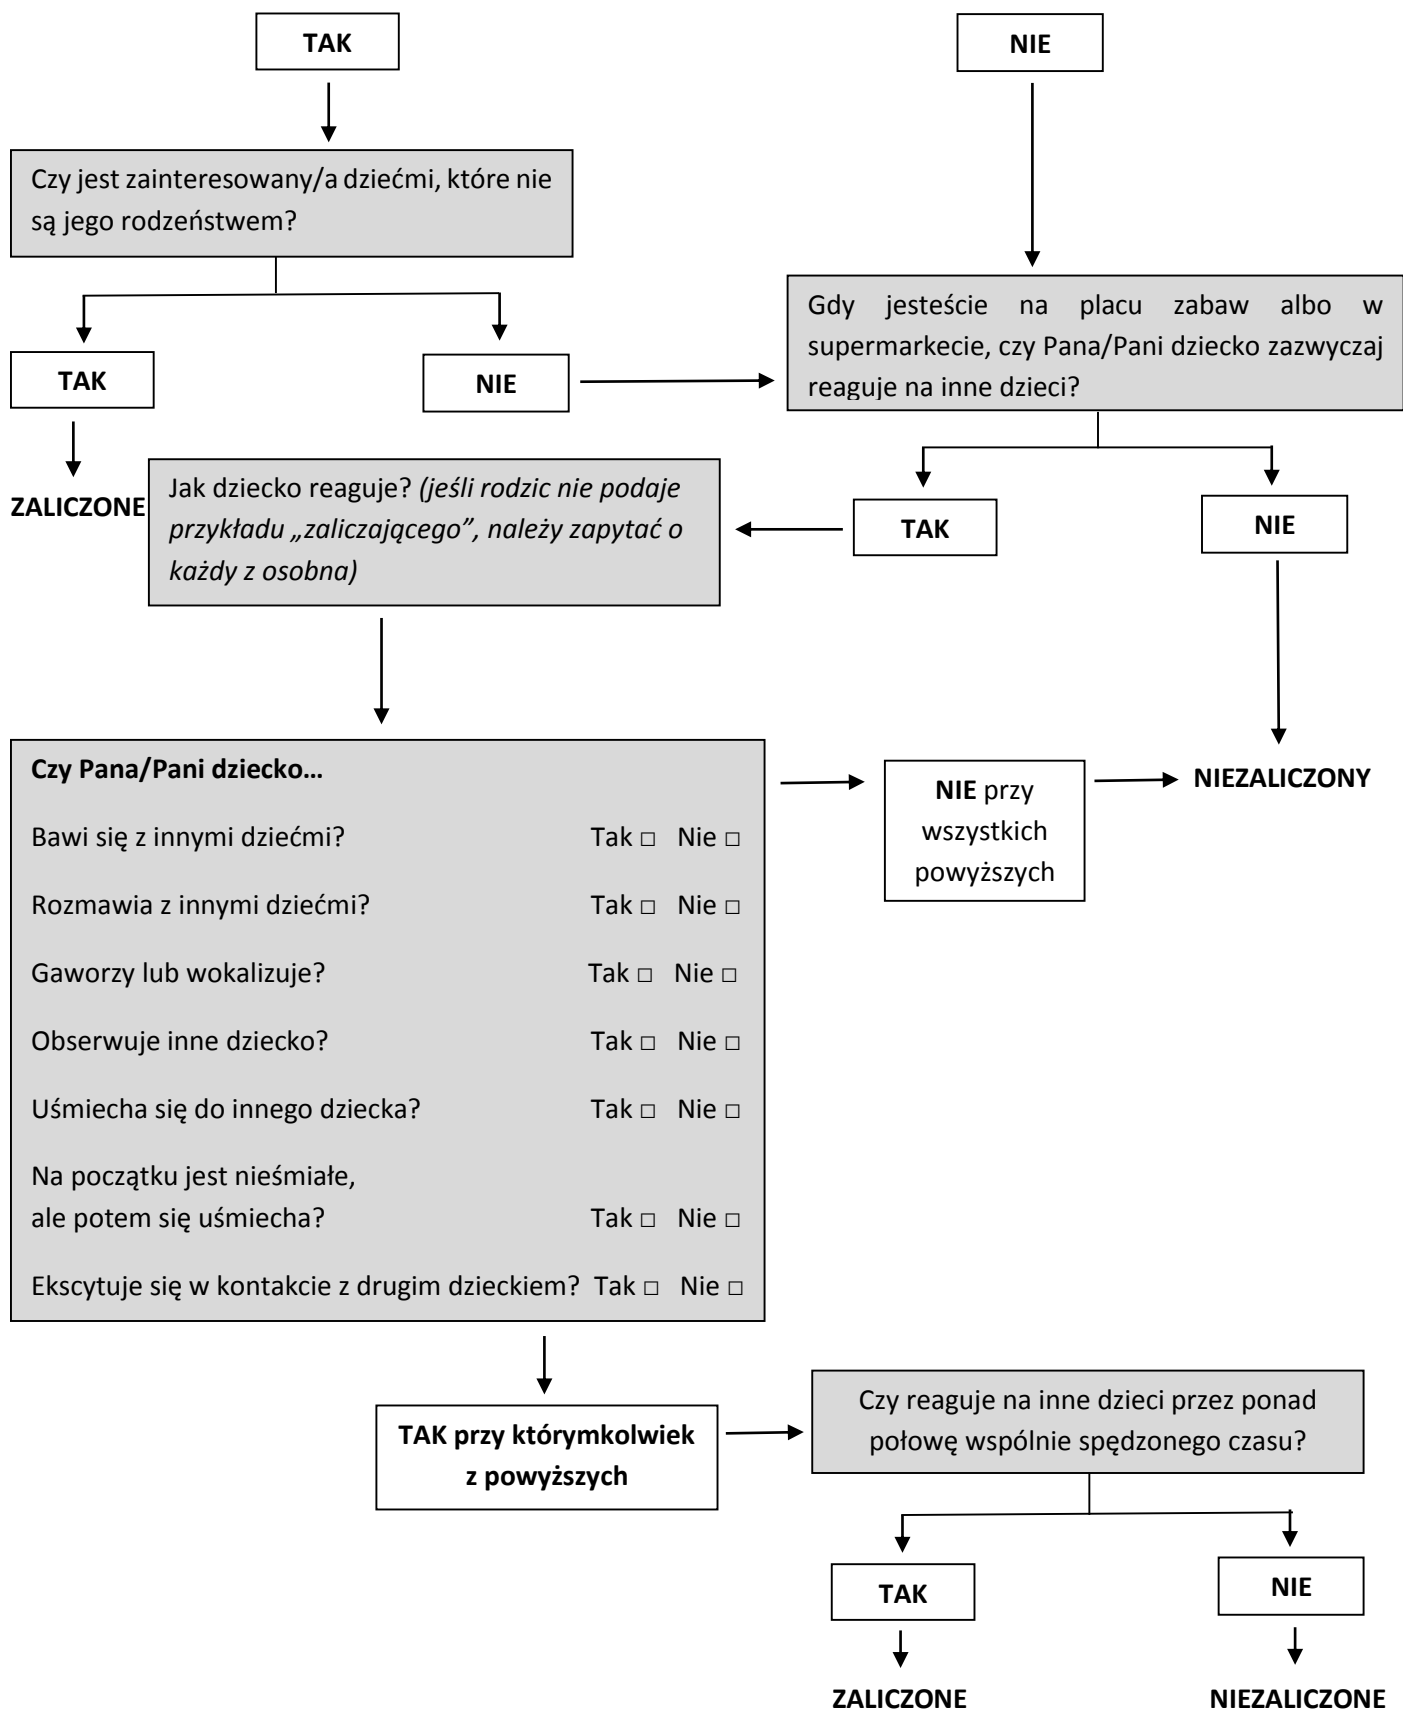 TAK
NIE
Czy jest zainteresowany/a dziećmi, które nie
są jego rodzeństwem?
Gdy jesteście na placu zabaw albo w
supermarkecie, czy Pana/Pani dziecko zazwyczaj
reaguje na inne dzieci?
TAK
NIE
ZALICZONE
Jak dziecko reaguje? (jeśli rodzic nie podaje
przykładu „zaliczającego”, należy zapytać o
każdy z osobna)
TAK
NIE
Czy Pana/Pani dziecko...
Bawi się z innymi dziećmi? Tak □ Nie □
Rozmawia z innymi dziećmi? Tak □ Nie □
Gaworzy lub wokalizuje? Tak □ Nie □
Obserwuje inne dziecko? Tak □ Nie □
Uśmiecha się do innego dziecka? Tak □ Nie □
Na początku jest nieśmiałe,
ale potem się uśmiecha? Tak □ Nie □
Ekscytuje się w kontakcie z drugim dzieckiem? Tak □ Nie □
NIE przy
wszystkich
powyższych
NIEZALICZONY
TAK przy którymkolwiek
z powyższych
Czy reaguje na inne dzieci przez ponad
połowę wspólnie spędzonego czasu?
TAK
NIE
ZALICZONE
NIEZALICZONE